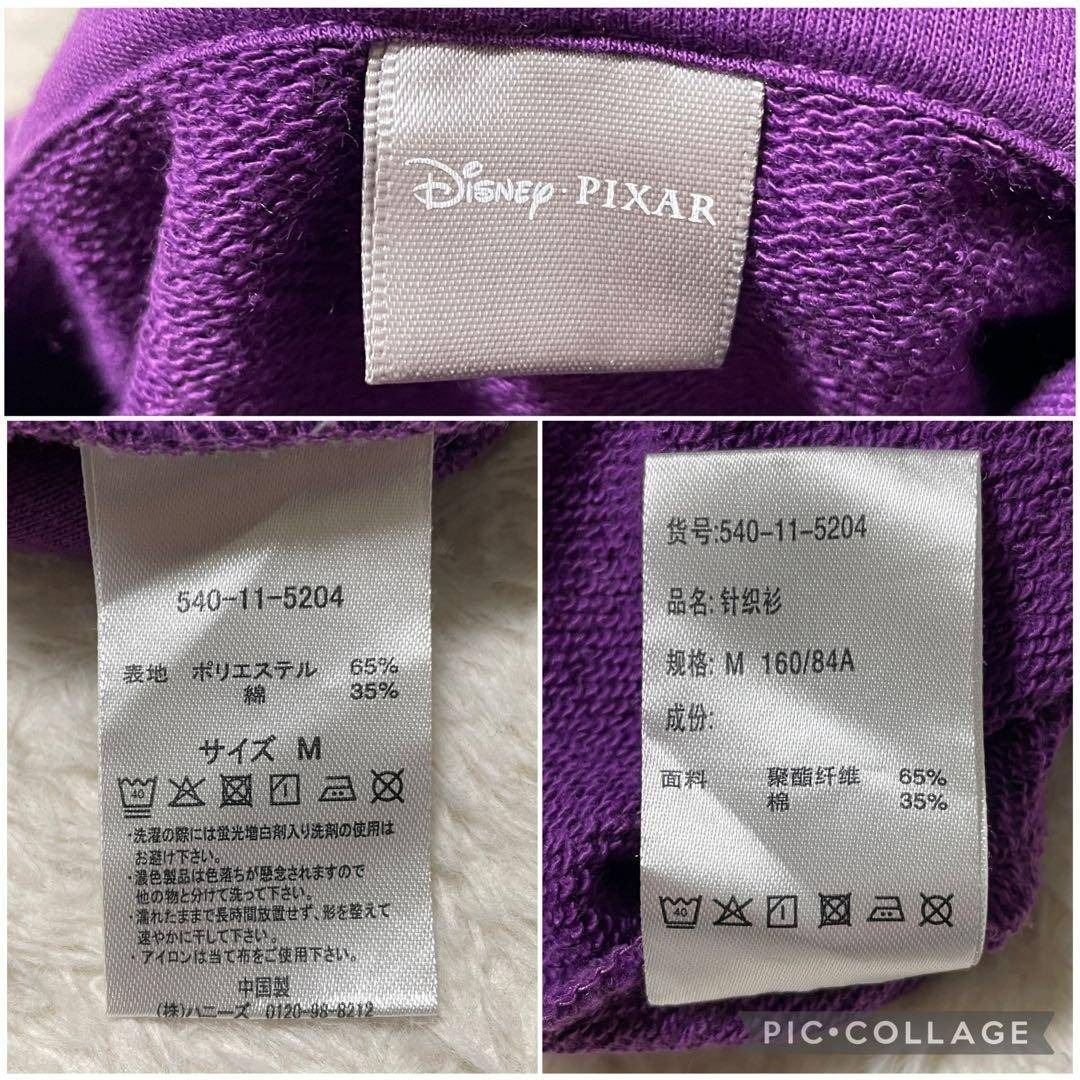 Disney·PIXAR
540-11-5204
表地 ポリエステル 65%
綿 35%
サイズ M
40
・洗濯の際には蛍光増白剤入り洗剤の使用は
お避け下さい。
・濃色製品は色落ちが懸念されますので
他の物と分けて洗って下さい。
・濡れたままで長時間放置せず、形を整えて
速やかに干して下さい。
・アイロンは当て布をご使用下さい。
中国製
(株)ハニーズ 0120-98-8212
货号:540-11-5204
品名:针织衫
规格: M 160/84A
成份:
面料 聚酯纤维 65%
棉 35%
40
PIC•COLLAGE